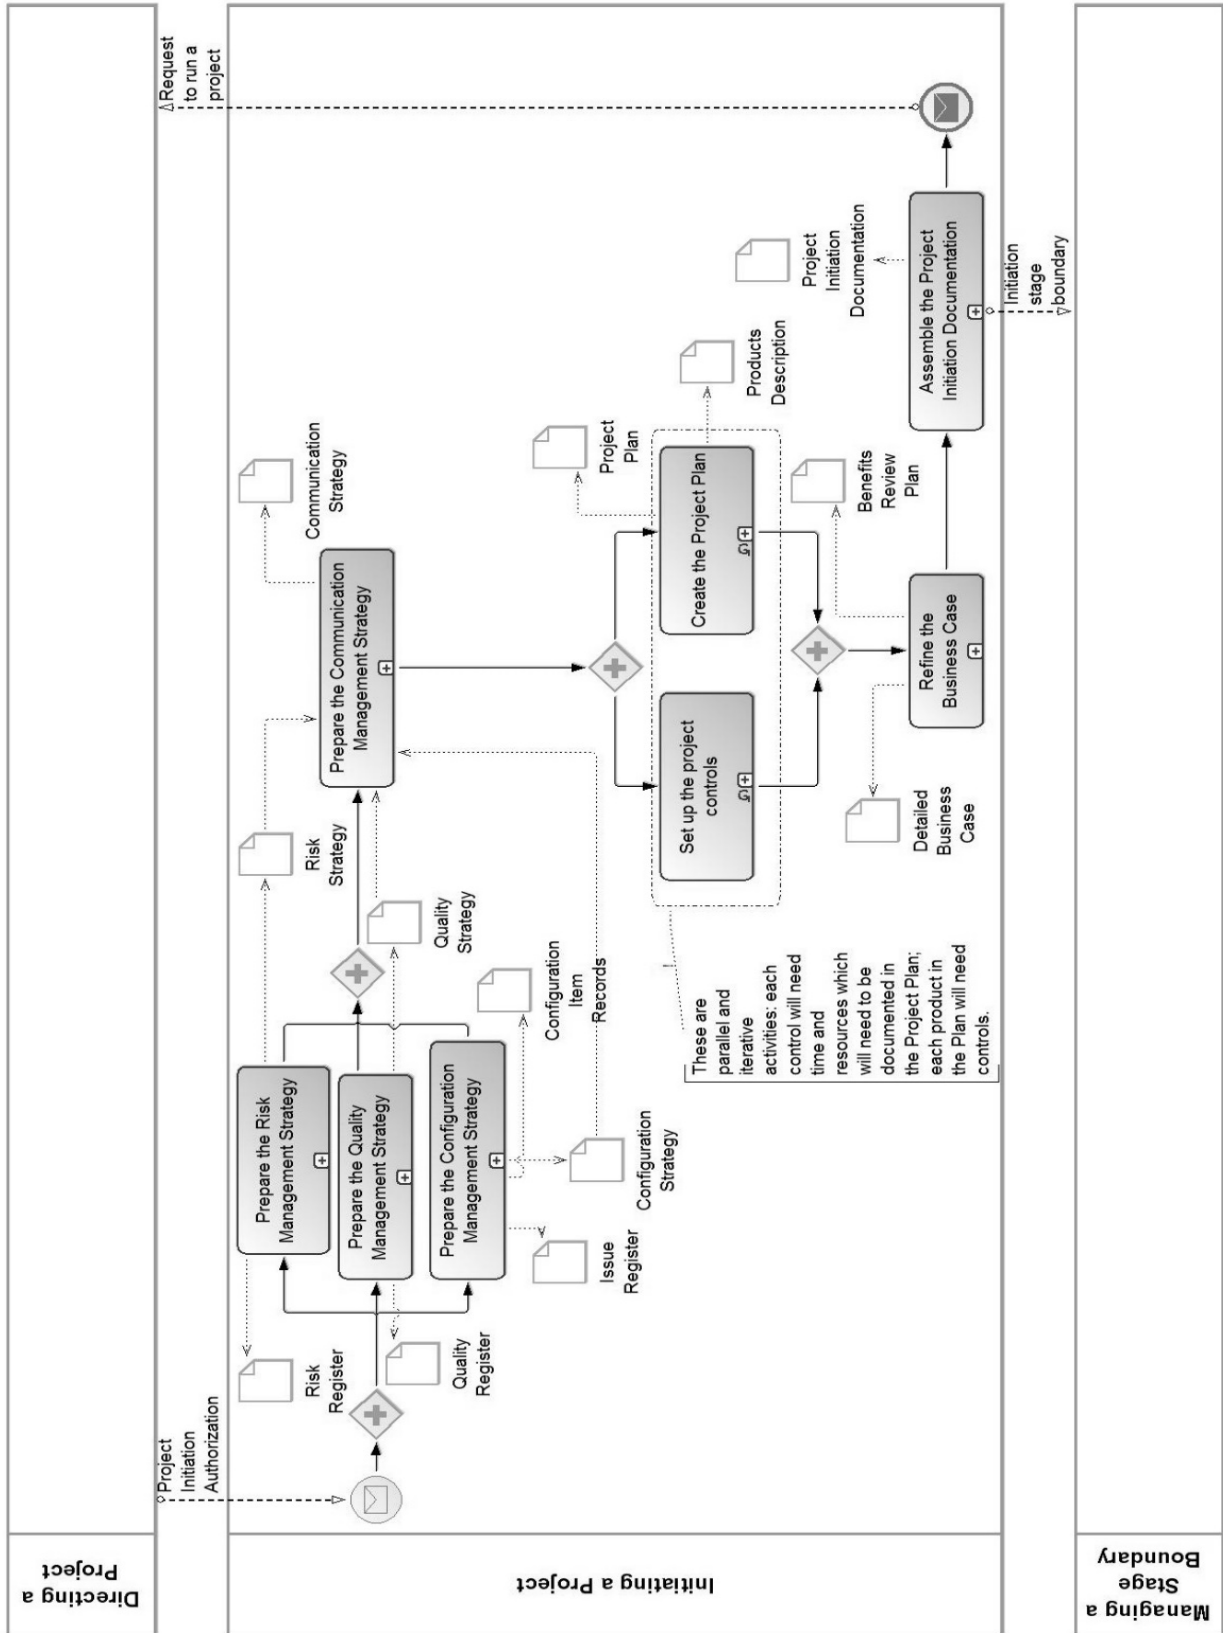 Directing a
Project
Initiating a Project
Managing a
Stage
Boundary
Project
Initiation
Authorization
Request
to run a
project
Risk
Register
Quality
Register
Prepare the Risk
Management Strategy
Prepare the Quality
Management Strategy
Prepare the Configuration
Management Strategy
Issue
Register
Configuration
Strategy
Configuration
Item
Records
Quality
Strategy
Risk
Strategy
Prepare the Communication
Management Strategy
Communication
Strategy
These are
parallel and
iterative
activities: each
control will need
time and
resources which
will need to be
documented in
the Project Plan;
each product in
the Plan will need
controls.
Set up the project
controls
Create the Project Plan
Project
Plan
Products
Description
Detailed
Business
Case
Refine the
Business Case
Benefits
Review
Plan
Assemble the Project
Initiation Documentation
Project
Initiation
Documentation
Initiation
stage
boundary